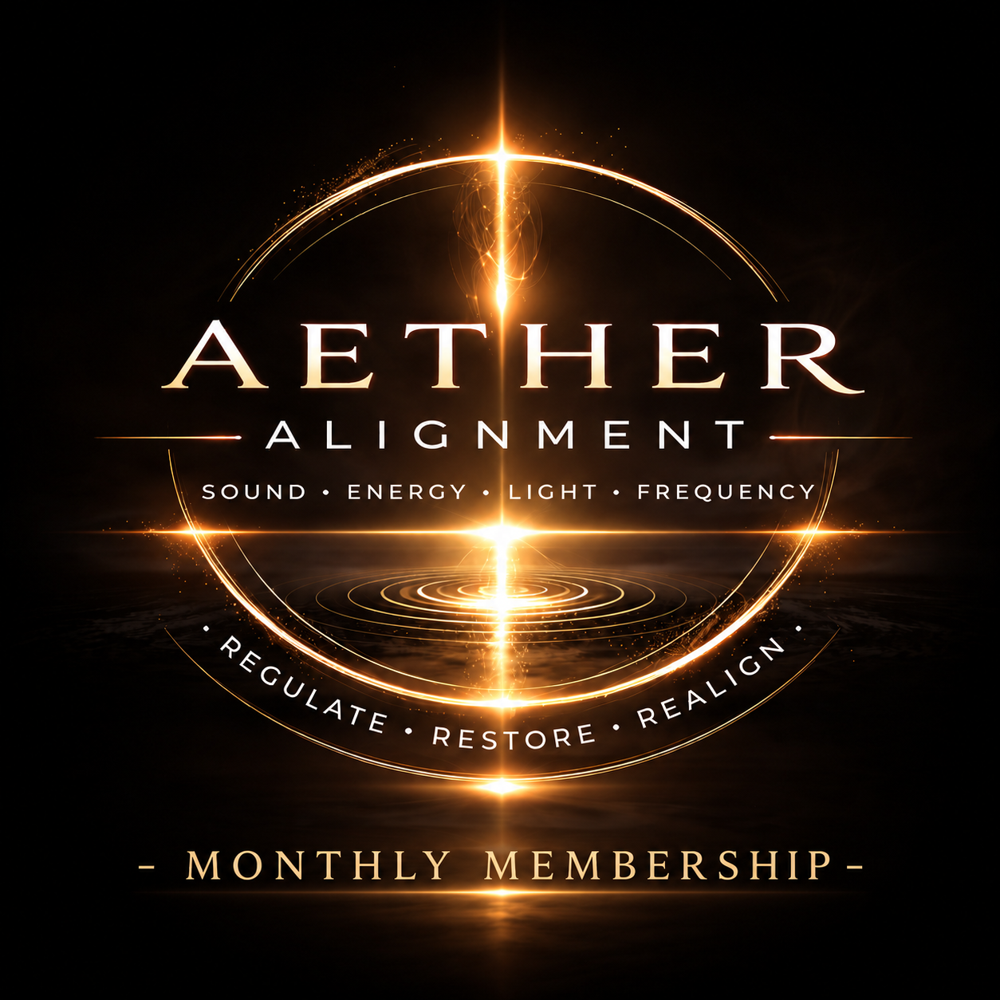 AETHER
ALIGNMENT
SOUND • ENERGY • LIGHT • FREQUENCY
• REGULATE • RESTORE • REALIGN •
– MONTHLY MEMBERSHIP –